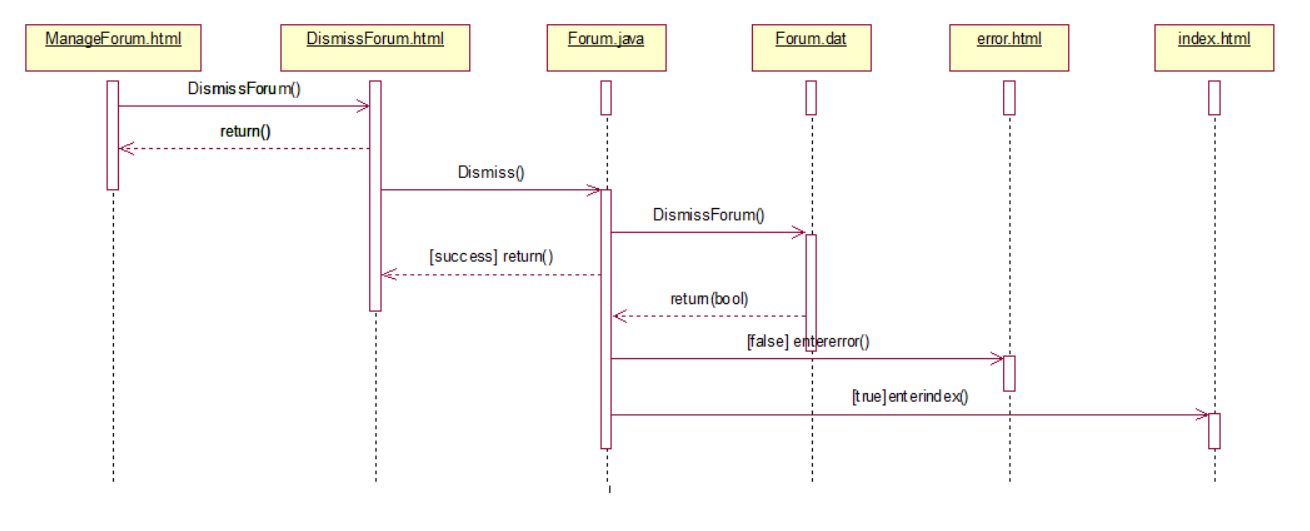 ManageForum.html
DismissForum.html
Forum.java
Forum.dat
error.html
index.html
DismissForum()
return()
Dismiss()
DismissForum()
[success] return()
return(bool)
[false] entererror()
[true]enterindex()